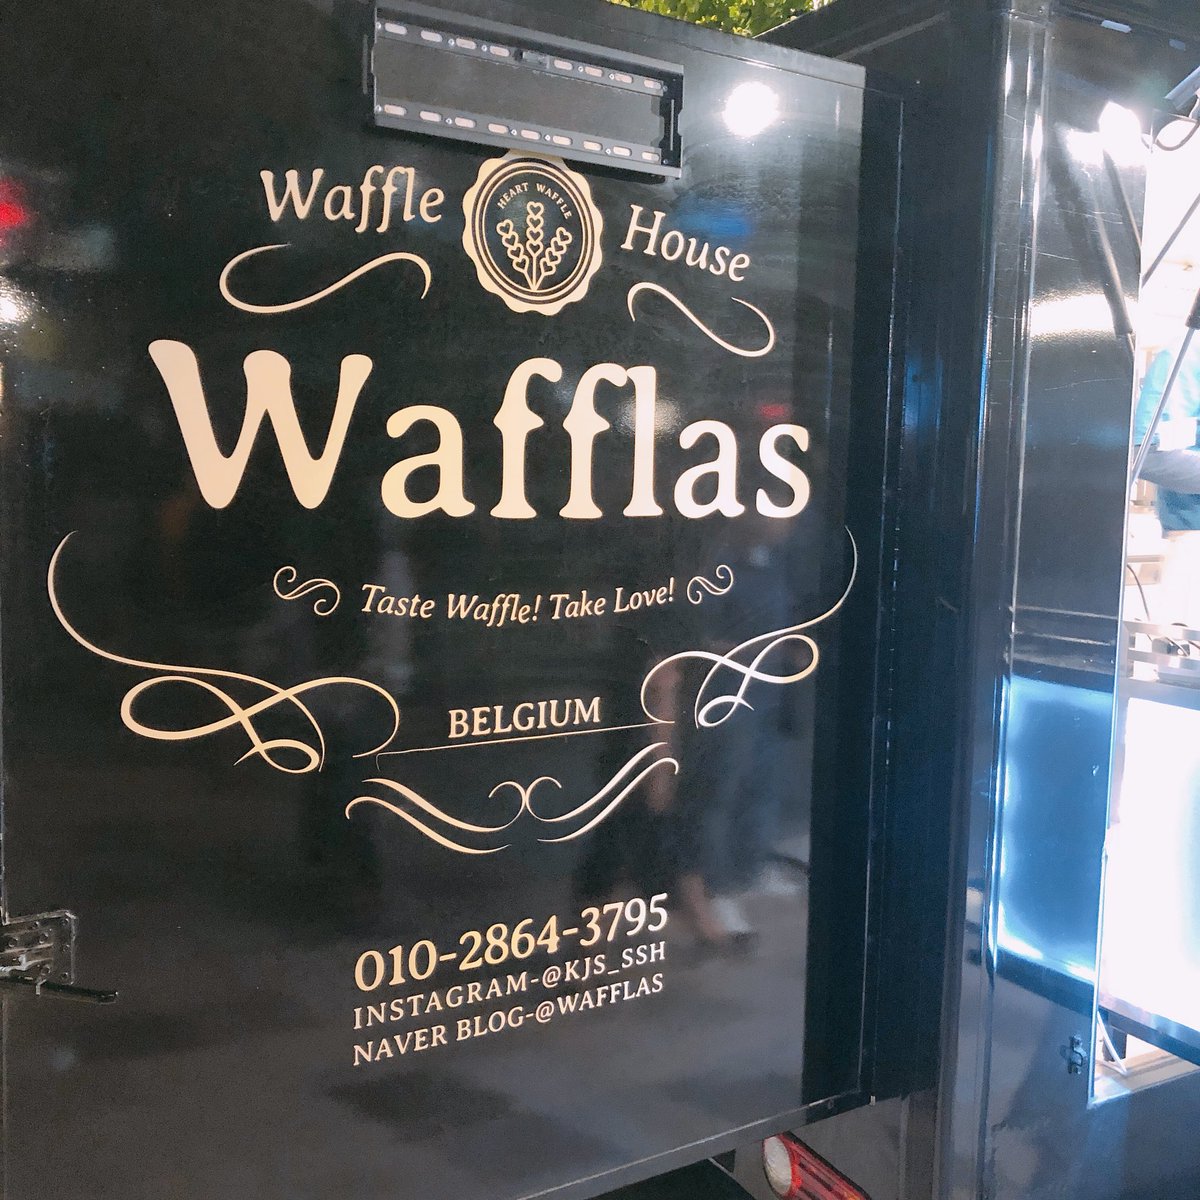 Waffle House
HEART WAFFLE
Wafflas
Taste Waffle! Take Love!
BELGIUM
010-2864-3795
INSTAGRAM-@KJS_SSH
NAVER BLOG-@WAFFLAS